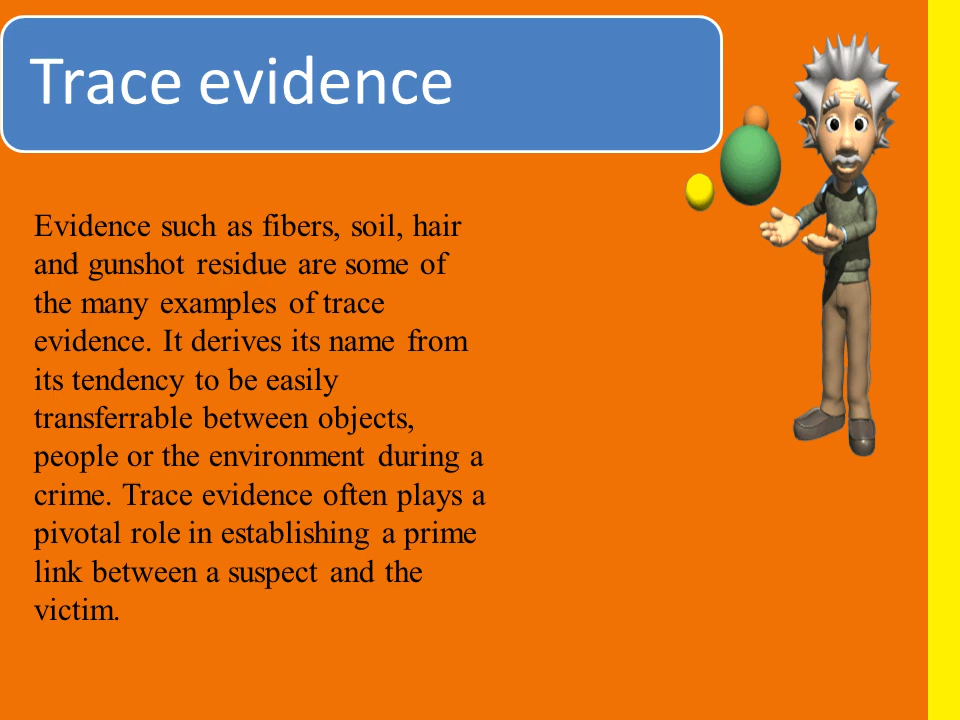 Trace evidence
Evidence such as fibers, soil, hair
and gunshot residue are some of
the many examples of trace
evidence. It derives its name from
its tendency to be easily
transferrable between objects,
people or the environment during a
crime. Trace evidence often plays a
pivotal role in establishing a prime
link between a suspect and the
victim.